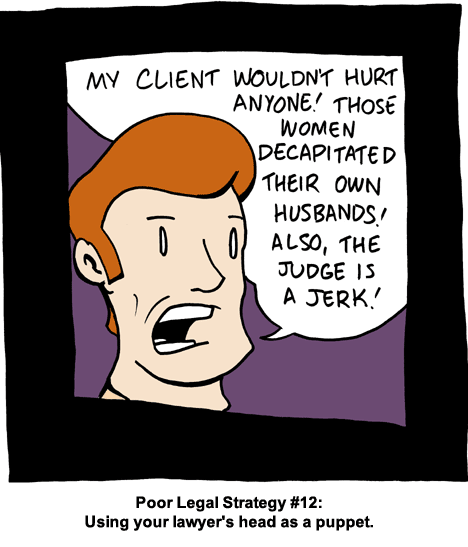 MY CLIENT WOULDN'T HURT
ANYONE! THOSE
WOMEN
DECAPITATED
THEIR OWN
HUSBANDS!
ALSO, THE
JUDGE IS
A JERK!
Poor Legal Strategy #12:
Using your lawyer's head as a puppet.